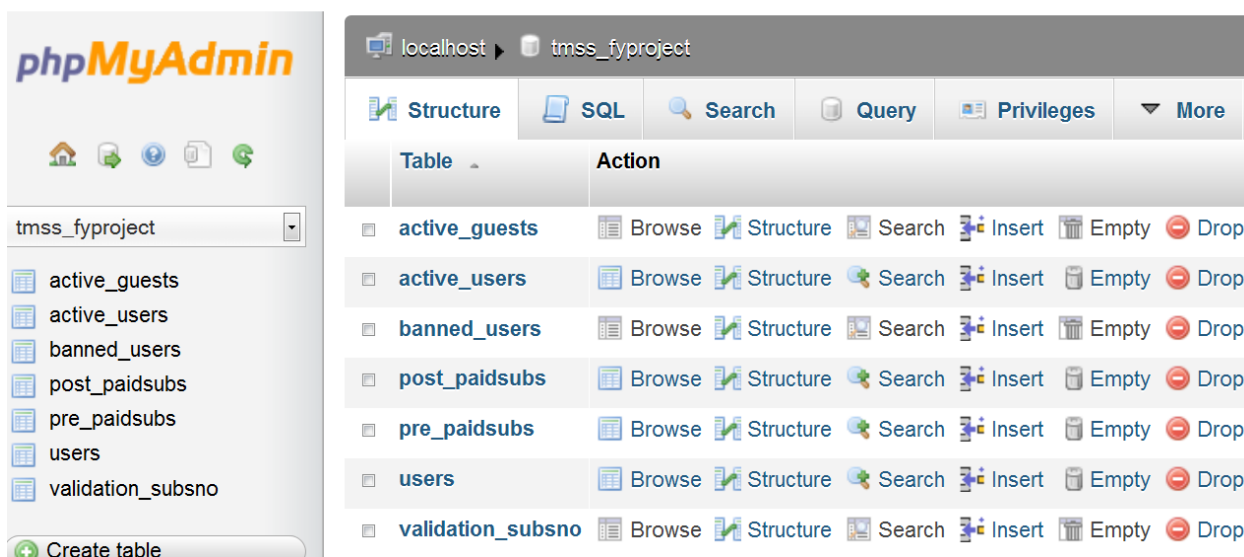 phpMyAdmin
tmss_fyproject
active_guests
active_users
banned_users
post_paidsubs
pre_paidsubs
users
validation_subsno
Create table
localhost tmss_fyproject
Structure SQL Search Query Privileges More
Table Action
active_guests Browse Structure Search Insert Empty Drop
active_users Browse Structure Search Insert Empty Drop
banned_users Browse Structure Search Insert Empty Drop
post_paidsubs Browse Structure Search Insert Empty Drop
pre_paidsubs Browse Structure Search Insert Empty Drop
users Browse Structure Search Insert Empty Drop
validation_subsno Browse Structure Search Insert Empty Drop